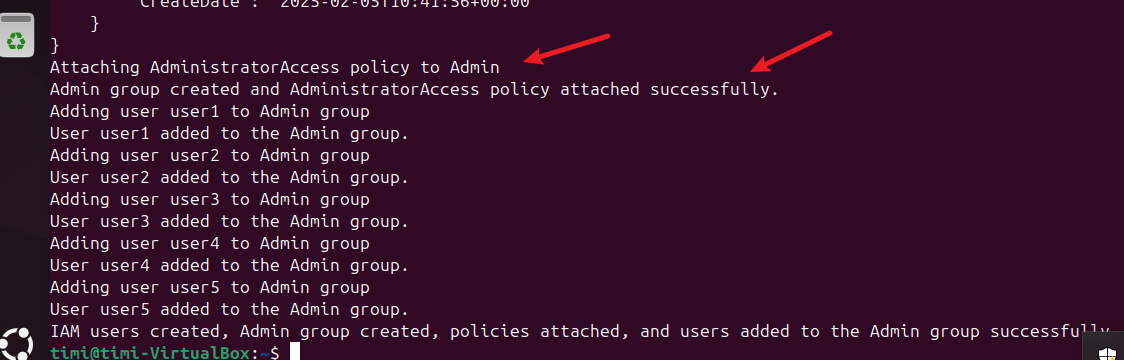 "CreateDate": "2025-02-05T10:41:56+00:00"
}
}
Attaching AdministratorAccess policy to Admin
Admin group created and AdministratorAccess policy attached successfully.
Adding user user1 to Admin group
User user1 added to the Admin group.
Adding user user2 to Admin group
User user2 added to the Admin group.
Adding user user3 to Admin group
User user3 added to the Admin group.
Adding user user4 to Admin group
User user4 added to the Admin group.
Adding user user5 to Admin group
User user5 added to the Admin group.
IAM users created, Admin group created, policies attached, and users added to the Admin group successfully
timi@timi-VirtualBox:~$